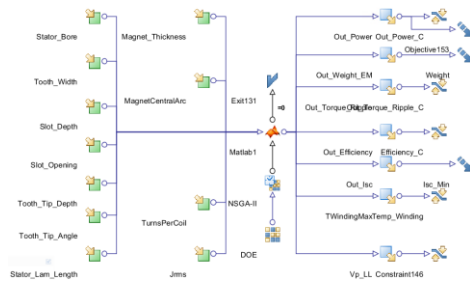 Stator_Bore
Magnet_Thickness
Out_Power
Out_Power_C
Objective153
Tooth_Width
MagnetCentralArc
Exit131
Out_Weight_EM
Weight
Slot_Depth
Out_Torque_Ripple
Out_Torque_Ripple_C
Matlab1
Out_Efficiency
Efficiency_C
Slot_Opening
Out_Isc
Isc_Min
Tooth_Tip_Depth
TurnsPerCoil
NSGA-II
TWindingMaxTemp_Winding
Tooth_Tip_Angle
DOE
Stator_Lam_Length
Jrms
Vp_LL
Constraint146